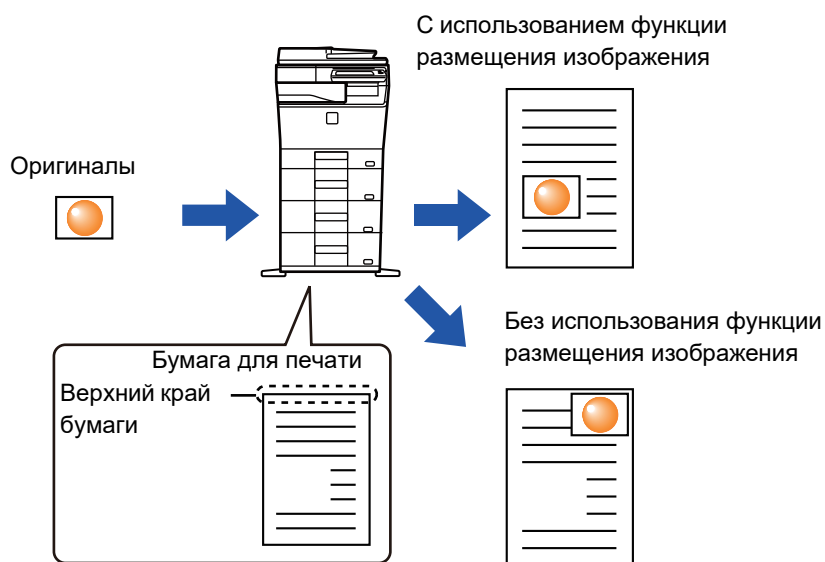 С использованием функции
размещения изображения
Оригиналы
Без использования функции
размещения изображения
Бумага для печати
Верхний край
бумаги